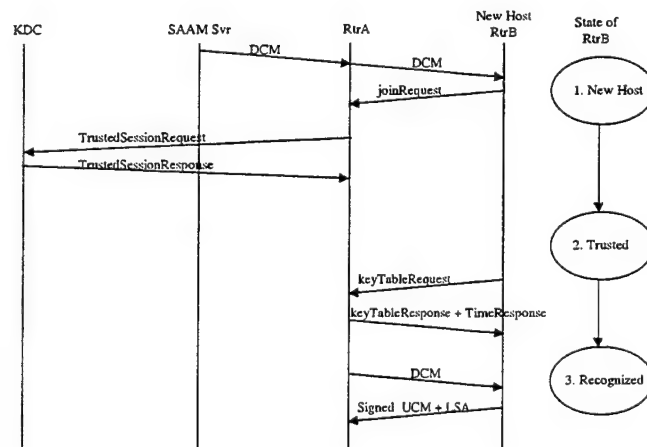 KDC SAAM Svr RtrA New Host RtrB State of RtrB
DCM
DCM
1. New Host
joinRequest
TrustedSessionRequest
TrustedSessionResponse
2. Trusted
keyTableRequest
keyTableResponse + TimeResponse
DCM
3. Recognized
Signed UCM + LSA